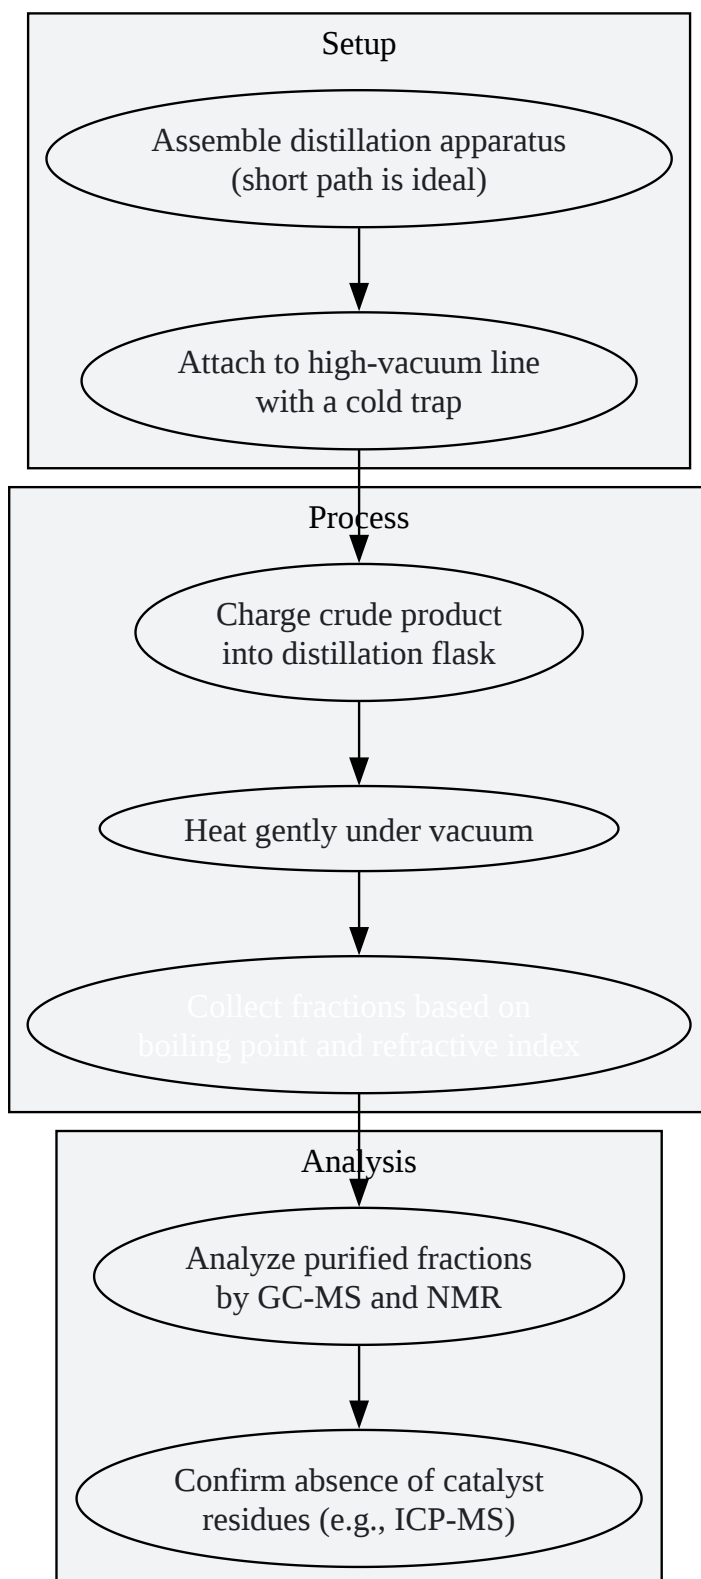 Setup
Assemble distillation apparatus
(short path is ideal)
Attach to high-vacuum line
with a cold trap
Process
Charge crude product
into distillation flask
Heat gently under vacuum
Collect fractions based on
boiling point and refractive index
Analysis
Analyze purified fractions
by GC-MS and NMR
Confirm absence of catalyst
residues (e.g., ICP-MS)